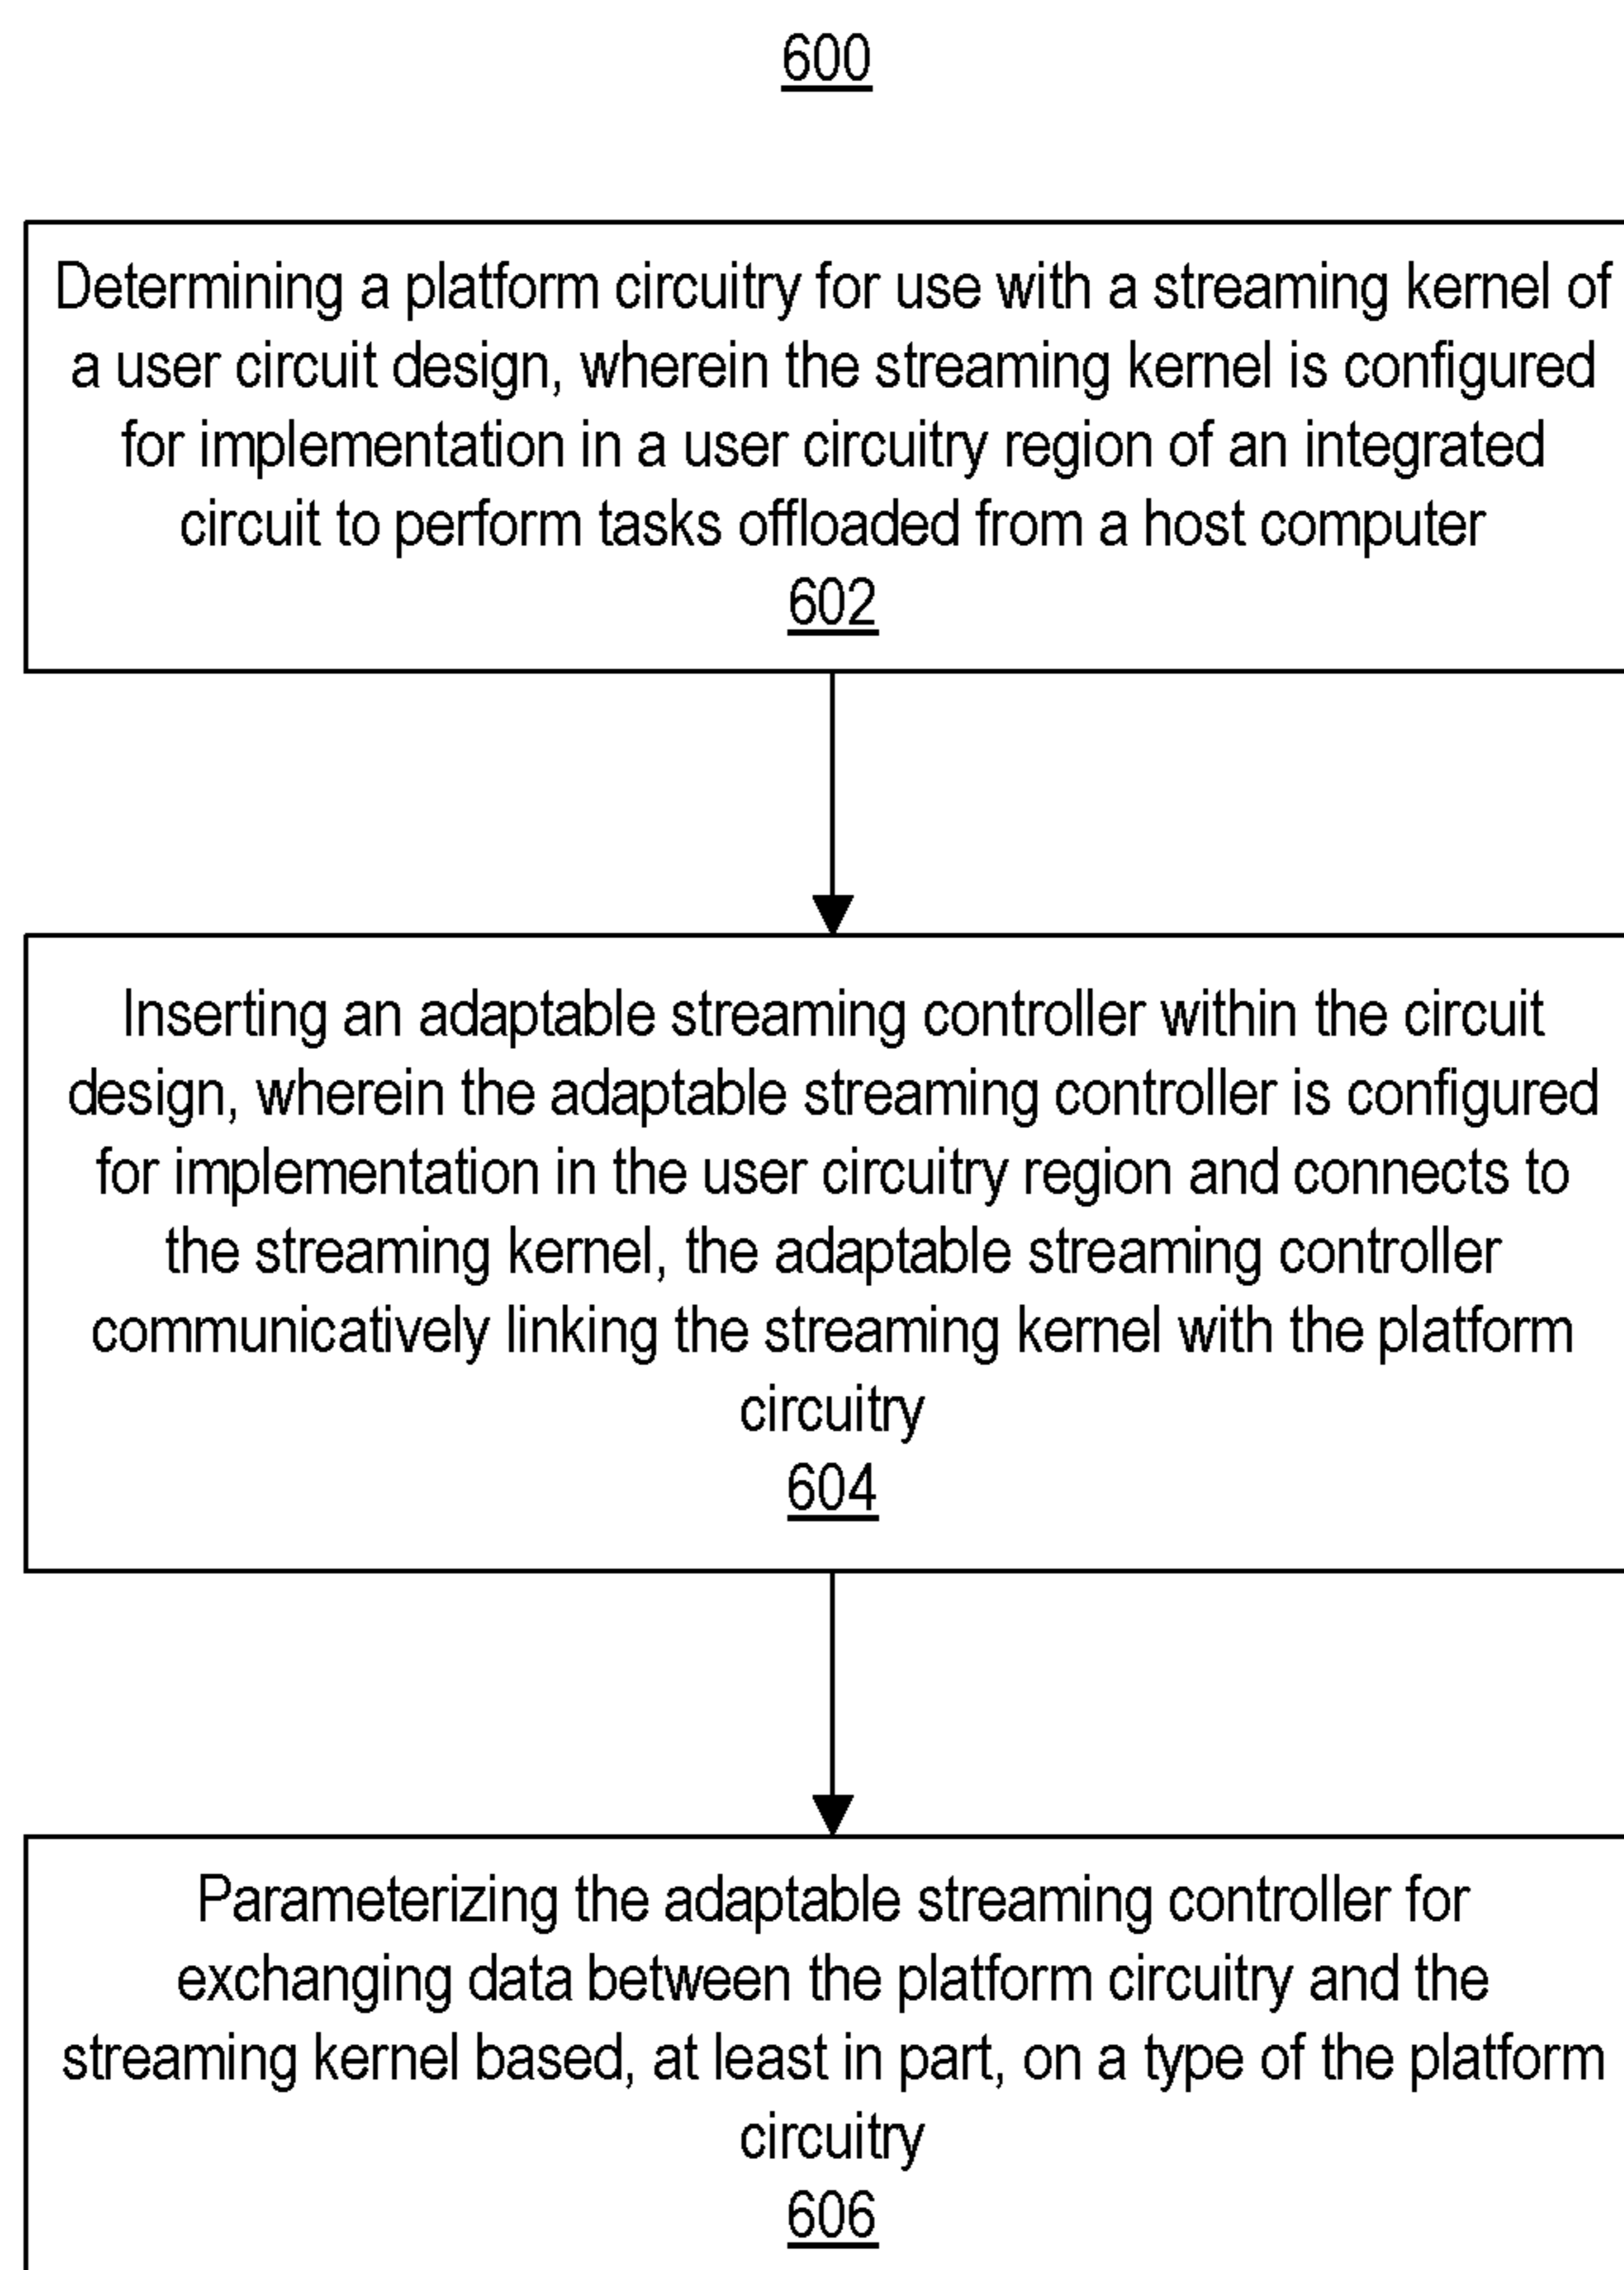 600
Determining a platform circuitry for use with a streaming kernel of
a user circuit design, wherein the streaming kernel is configured
for implementation in a user circuitry region of an integrated
circuit to perform tasks offloaded from a host computer
602
Inserting an adaptable streaming controller within the circuit
design, wherein the adaptable streaming controller is configured
for implementation in the user circuitry region and connects to
the streaming kernel, the adaptable streaming controller
communicatively linking the streaming kernel with the platform
circuitry
604
Parameterizing the adaptable streaming controller for
exchanging data between the platform circuitry and the
streaming kernel based, at least in part, on a type of the platform
circuitry
606